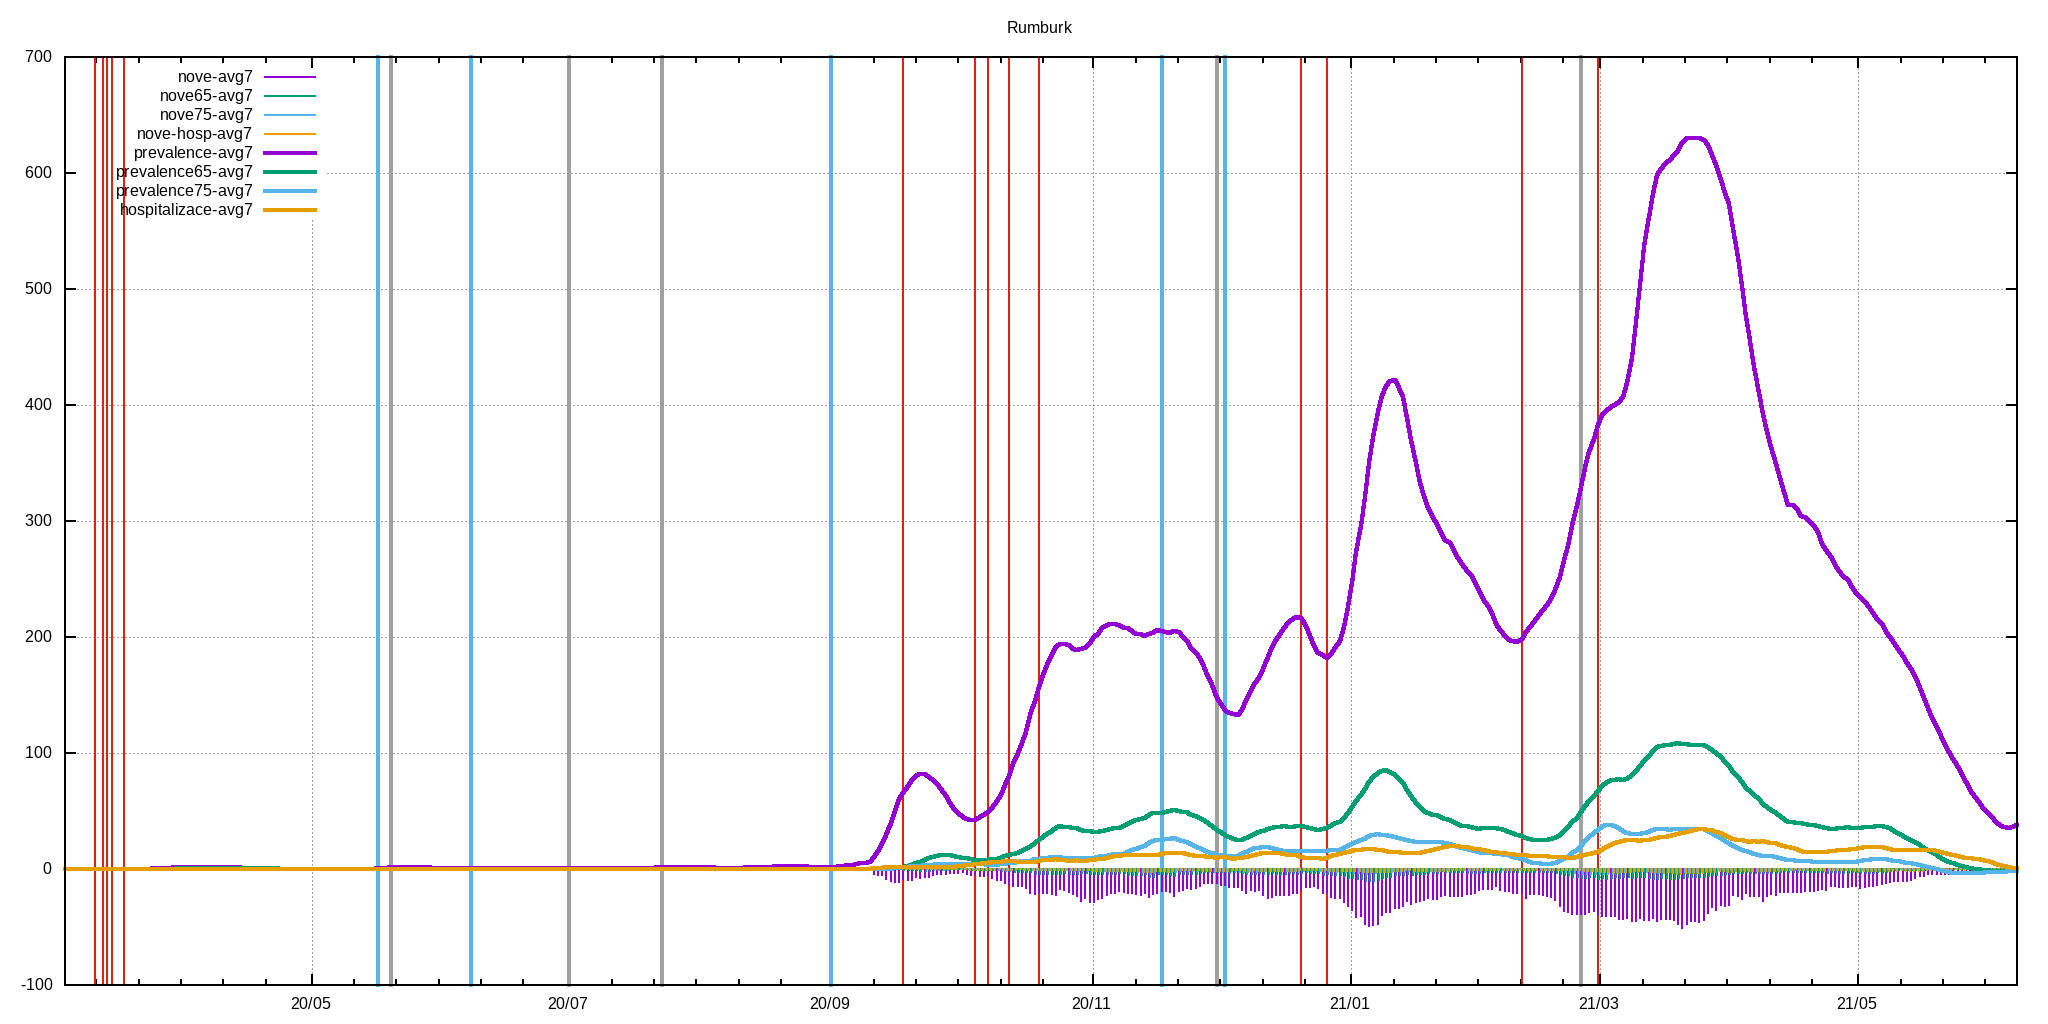 Rumburk
700
600
500
400
300
200
100
0
-100
nove-avg7
nove65-avg7
nove75-avg7
nove-hosp-avg7
prevalence-avg7
prevalence65-avg7
prevalence75-avg7
hospitalizace-avg7
20/05 20/07 20/09 20/11 21/01 21/03 21/05